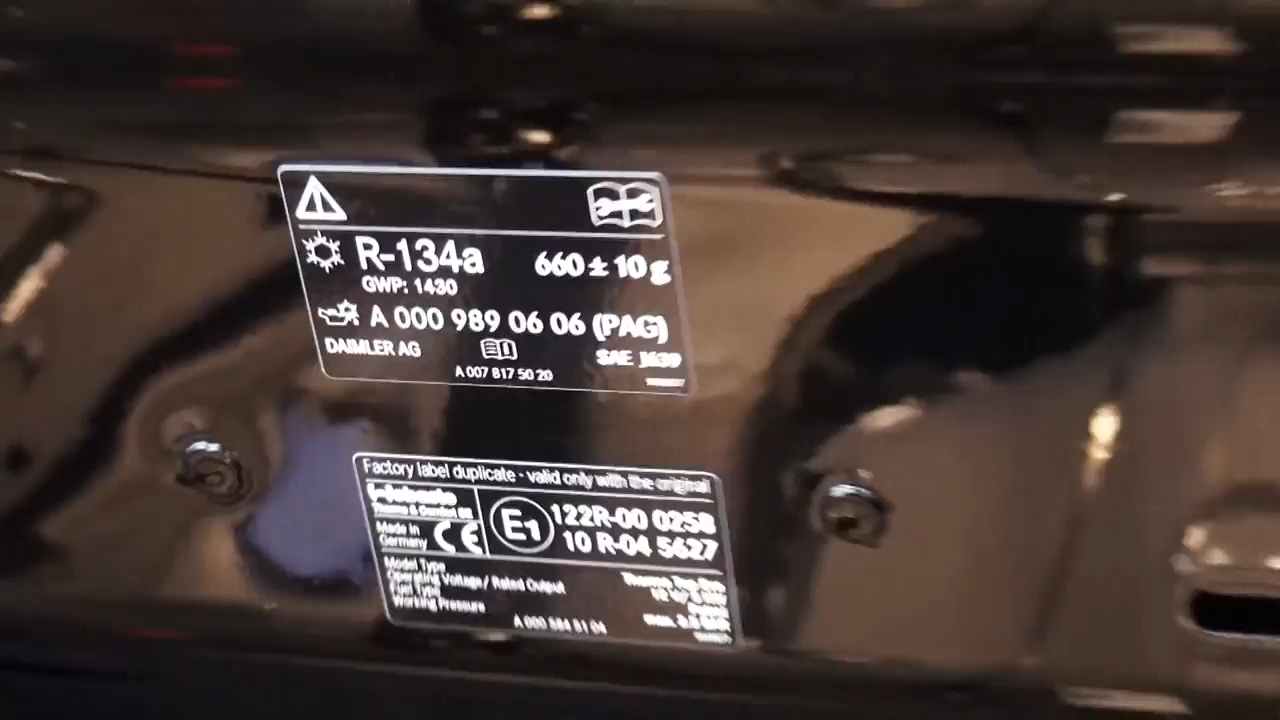 R-134a 660 ± 10 g
GWP: 1430
A 000 989 06 06 (PAG)
DAIMLER AG SAE J639
A 007 817 50 20
Factory label duplicate - valid only with the original
Made in
Germany
CE
E1
122R-00 0258
10 R-04 5627
Model Type
Operating Voltage / Rated Output
Fuel Type
Working Pressure
A 000 584 51 04